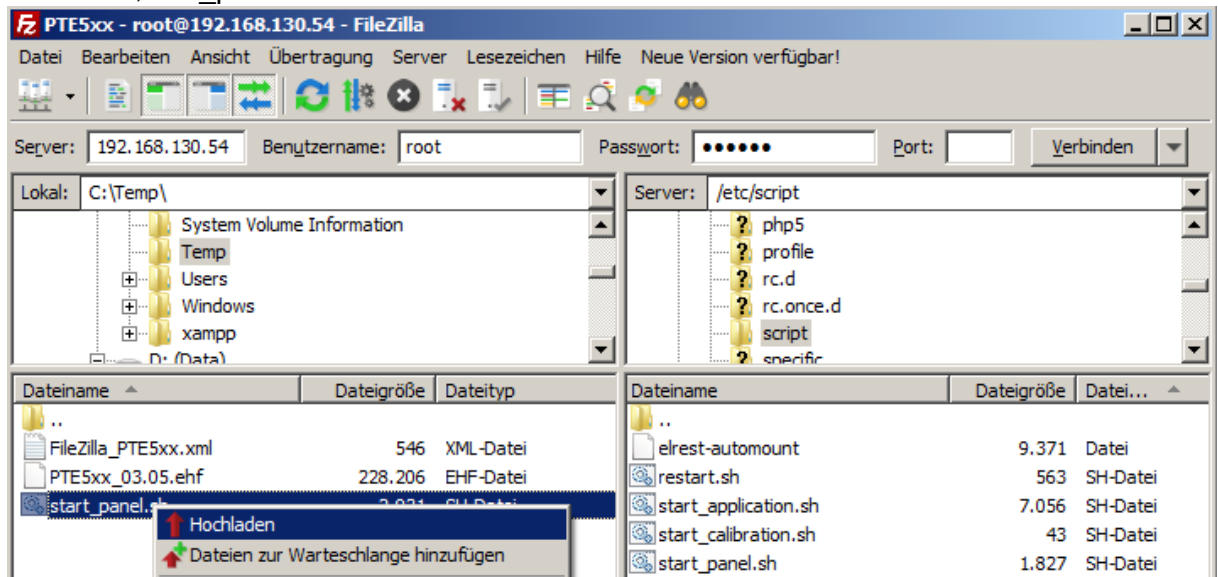 PTE5xx - root@192.168.130.54 - FileZilla
Datei Bearbeiten Ansicht Übertragung Server Lesezeichen Hilfe Neue Version verfügbar!
Server: 192.168.130.54 Benutzername: root Passwort: ●●●●●● Port: Verbinden
Lokal: C:\Temp\
System Volume Information
Temp
Users
Windows
xampp
D: (Data)
Server: /etc/script
php5
profile
rc.d
rc.once.d
script
specific
Dateiname Dateigröße Dateityp
..
FileZilla_PTE5xx.xml 546 XML-Datei
PTE5xx_03.05.ehf 228.206 EHF-Datei
start_panel.sh SH-Datei
Hochladen
Dateien zur Warteschlange hinzufügen
Dateiname Dateigröße Datei...
..
elrest-automount 9.371 Datei
restart.sh 563 SH-Datei
start_application.sh 7.056 SH-Datei
start_calibration.sh 43 SH-Datei
start_panel.sh 1.827 SH-Datei